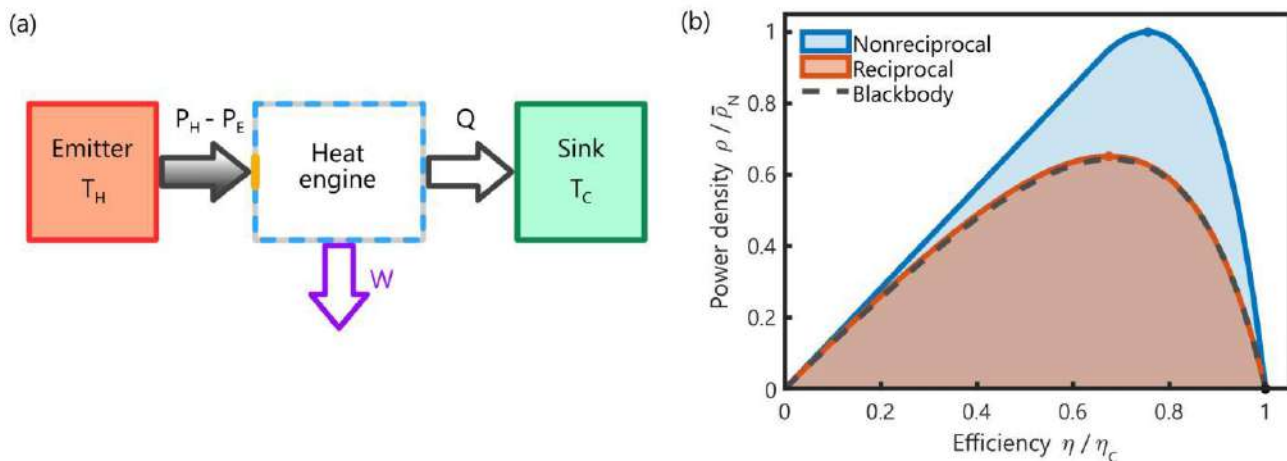 (a)
Emitter
T_H
P_H - P_E
Heat
engine
Q
Sink
T_C
W
(b)
Power density ρ / ρ̄_N
1
0.8
0.6
0.4
0.2
0
Nonreciprocal
Reciprocal
Blackbody
0 0.2 0.4 0.6 0.8 1
Efficiency η / η_C